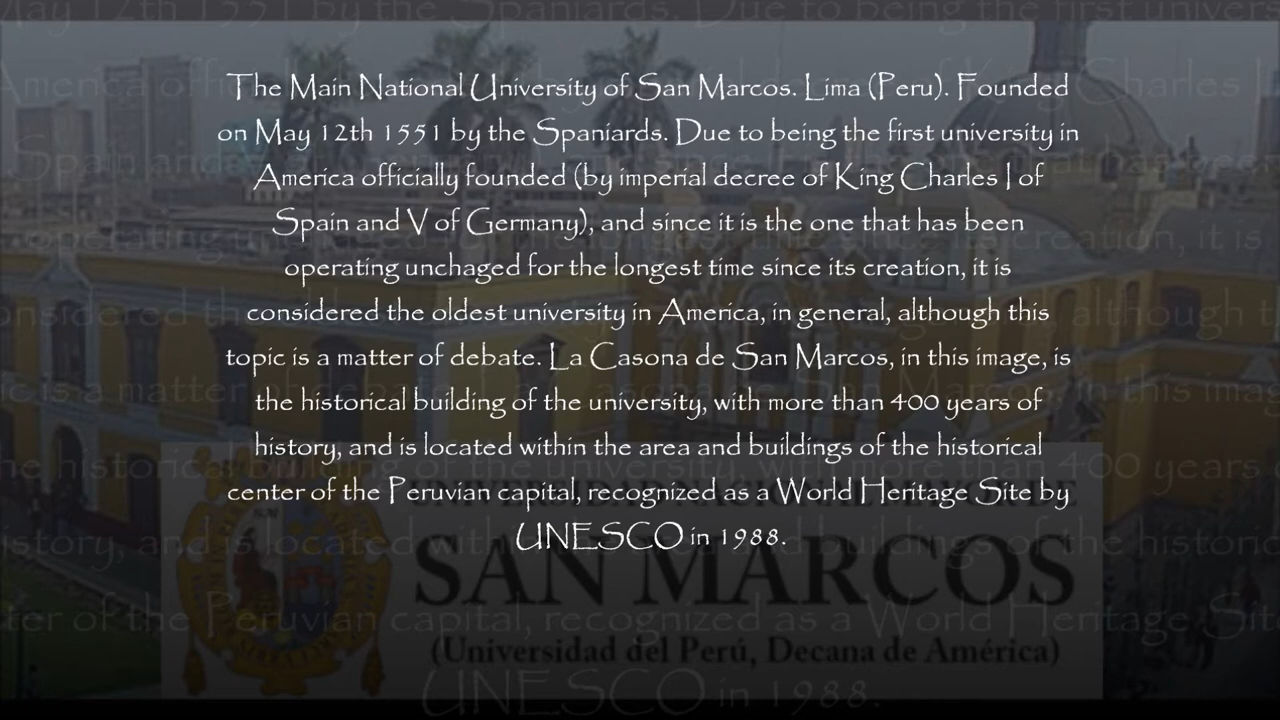 The Main National University of San Marcos. Lima (Peru). Founded
on May 12th 1551 by the Spaniards. Due to being the first university in
America officially founded (by imperial decree of King Charles I of
Spain and V of Germany), and since it is the one that has been
operating unchaged for the longest time since its creation, it is
considered the oldest university in America, in general, although this
topic is a matter of debate. La Casona de San Marcos, in this image, is
the historical building of the university, with more than 400 years of
history, and is located within the area and buildings of the historical
center of the Peruvian capital, recognized as a World Heritage Site by
UNESCO in 1988.
SAN MARCOS
(Universidad del Perú, Decana de América)